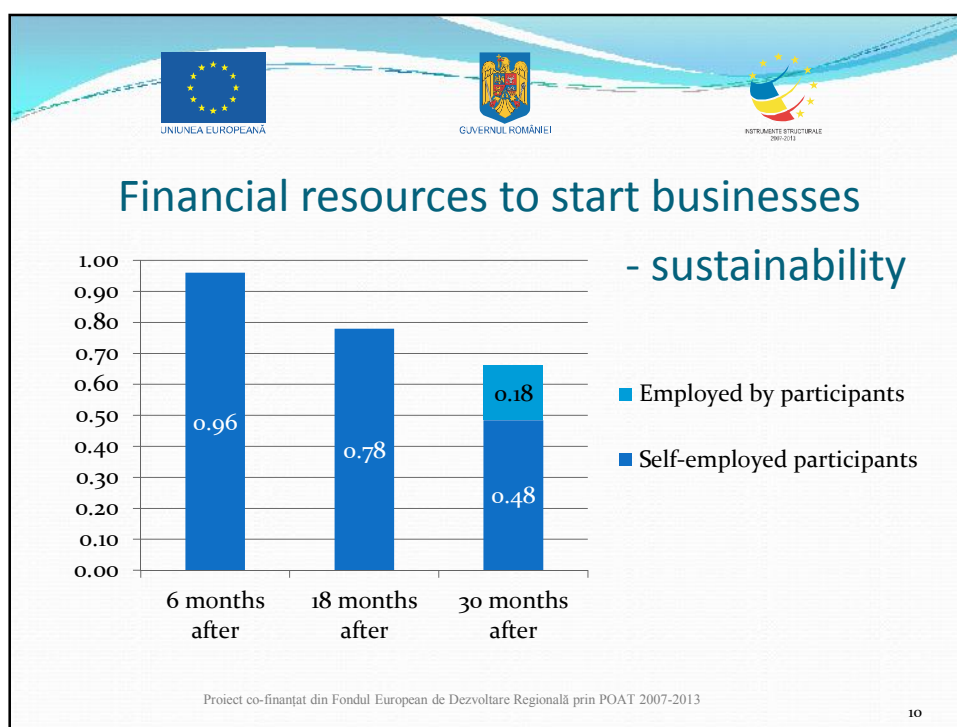 UNIUNEA EUROPEANĂ
GUVERNUL ROMÂNIEI
INSTRUMENTE STRUCTURALE
2007-2013
Financial resources to start businesses
- sustainability
1.00
0.90
0.80
0.70
0.60
0.50
0.40
0.30
0.20
0.10
0.00
0.96
0.78
0.18
0.48
6 months
after
18 months
after
30 months
after
Employed by participants
Self-employed participants
Proiect co-finanțat din Fondul European de Dezvoltare Regională prin POAT 2007-2013
10